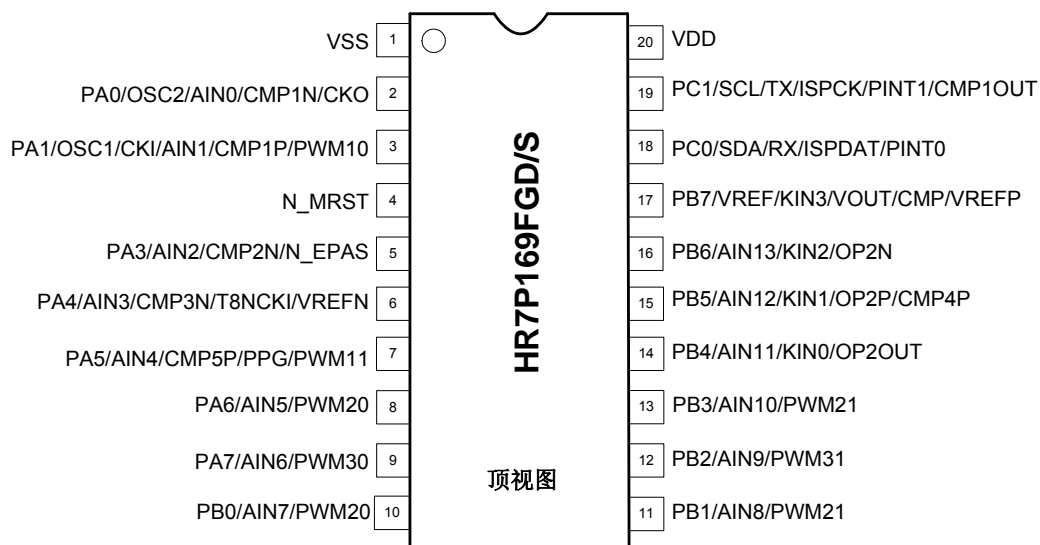 VSS 1
PA0/OSC2/AIN0/CMP1N/CKO 2
PA1/OSC1/CKI/AIN1/CMP1P/PWM10 3
N_MRST 4
PA3/AIN2/CMP2N/N_EPAS 5
PA4/AIN3/CMP3N/T8NCKI/VREFN 6
PA5/AIN4/CMP5P/PPG/PWM11 7
PA6/AIN5/PWM20 8
PA7/AIN6/PWM30 9
PB0/AIN7/PWM20 10
HR7P169FGD/S
顶视图
20 VDD
19 PC1/SCL/TX/ISPCK/PINT1/CMP1OUT
18 PC0/SDA/RX/ISPDAT/PINT0
17 PB7/VREF/KIN3/VOUT/CMP/VREFP
16 PB6/AIN13/KIN2/OP2N
15 PB5/AIN12/KIN1/OP2P/CMP4P
14 PB4/AIN11/KIN0/OP2OUT
13 PB3/AIN10/PWM21
12 PB2/AIN9/PWM31
11 PB1/AIN8/PWM21